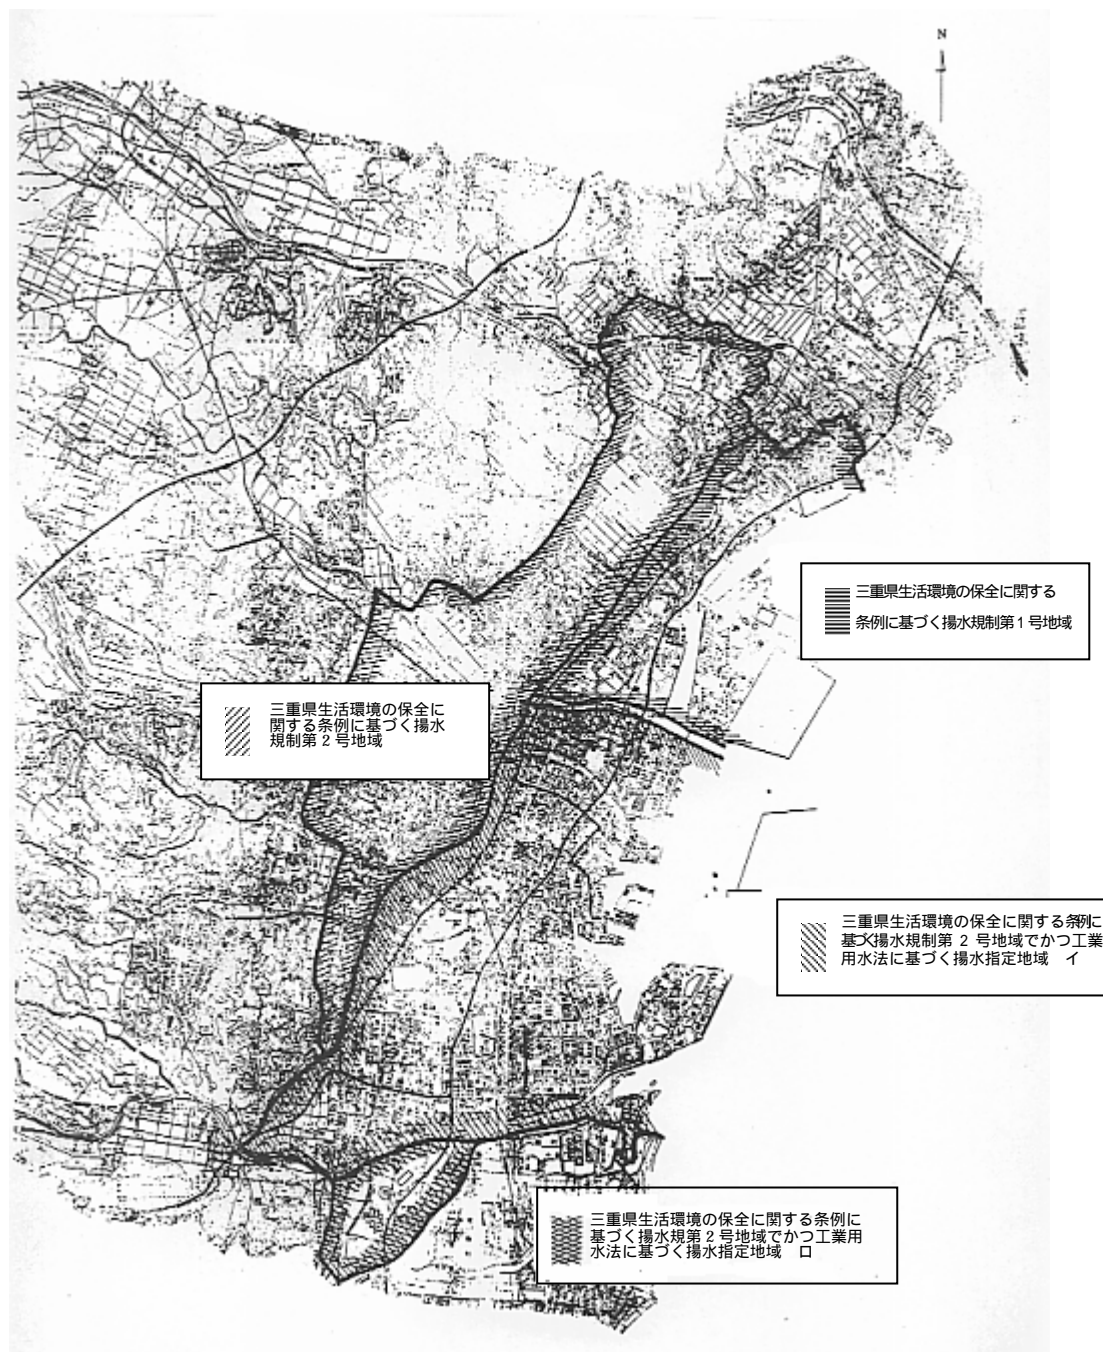 N
三重県生活環境の保全に関する
条例に基づく揚水規制第１号地域
三重県生活環境の保全に
関する条例に基づく揚水
規制第２号地域
三重県生活環境の保全に関する条例に
基づく揚水規制第 2 号地域でかつ工業
用水法に基づく揚水指定地域　イ
三重県生活環境の保全に関する条例に
基づく揚水規第２号地域でかつ工業用
水法に基づく揚水指定地域　ロ